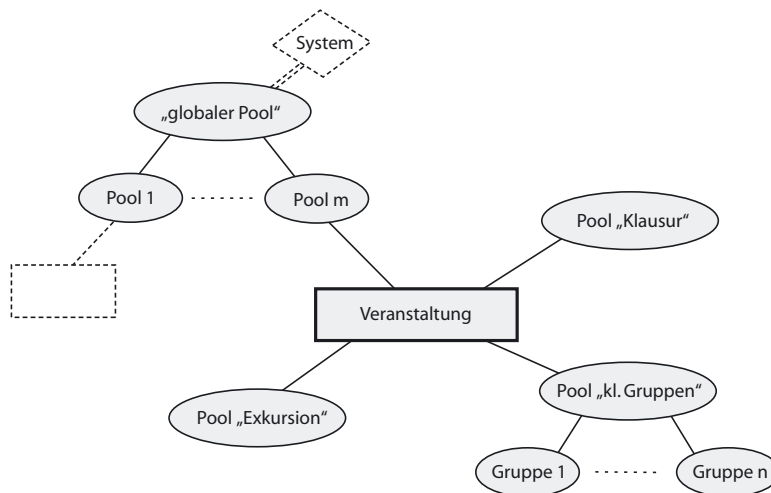 System
„globaler Pool“
Pool 1
Pool m
Pool „Klausur“
Veranstaltung
Pool „Exkursion“
Pool „kl. Gruppen“
Gruppe 1
Gruppe n